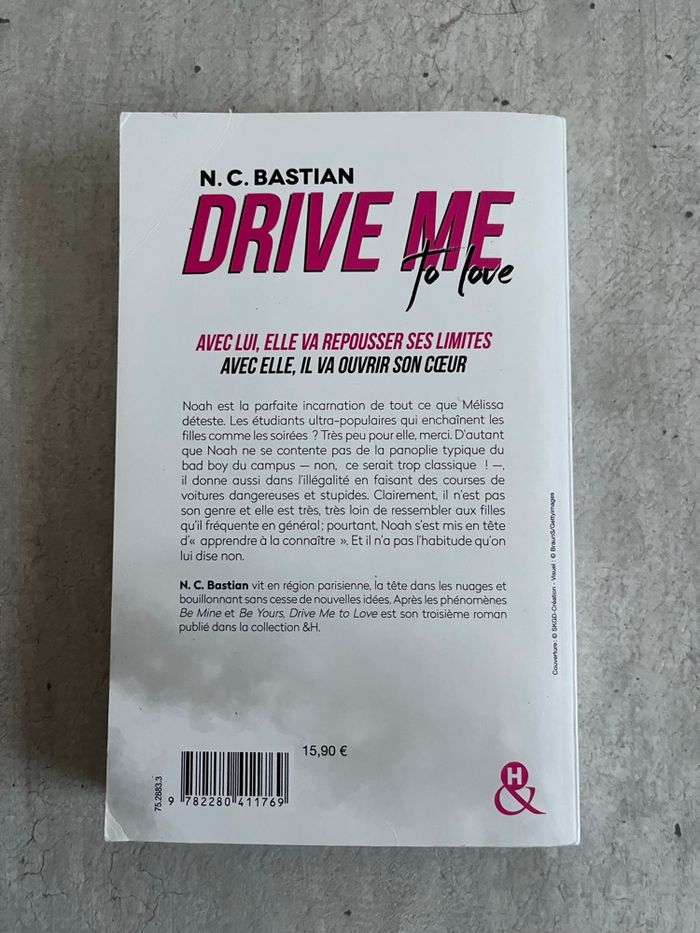 N. C. BASTIAN
DRIVE ME
to love
AVEC LUI, ELLE VA REPOUSSER SES LIMITES
AVEC ELLE, IL VA OUVRIR SON CŒUR
Noah est la parfaite incarnation de tout ce que Mélissa
déteste. Les étudiants ultra-populaires qui enchaînent les
filles comme les soirées ? Très peu pour elle, merci. D'autant
que Noah ne se contente pas de la panoplie typique du
bad boy du campus — non, ce serait trop classique ! —,
il donne aussi dans l'illégalité en faisant des courses de
voitures dangereuses et stupides. Clairement, il n'est pas
son genre et elle est très, très loin de ressembler aux filles
qu'il fréquente en général ; pourtant, Noah s'est mis en tête
d'« apprendre à la connaître ». Et il n'a pas l'habitude qu'on
lui dise non.
N. C. Bastian vit en région parisienne, la tête dans les nuages et
bouillonnant sans cesse de nouvelles idées. Après les phénomènes
Be Mine et Be Yours, Drive Me to Love est son troisième roman
publié dans la collection &H.
Couverture : © SKGD-Création - Visuel : © BraunS/Gettyimages
15,90 €
75.2883.3
9 782280 411769
H
&